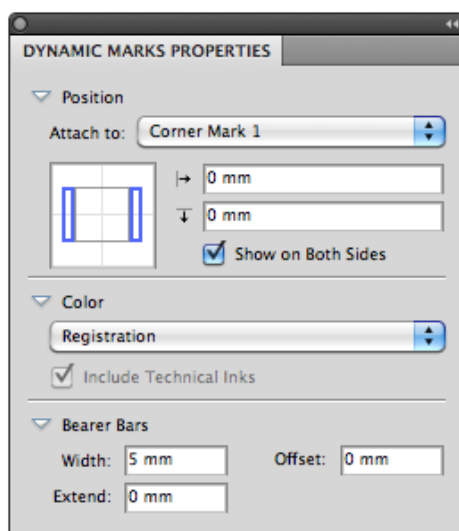 DYNAMIC MARKS PROPERTIES
Position
Attach to: Corner Mark 1
0 mm
0 mm
Show on Both Sides
Color
Registration
Include Technical Inks
Bearer Bars
Width: 5 mm Offset: 0 mm
Extend: 0 mm